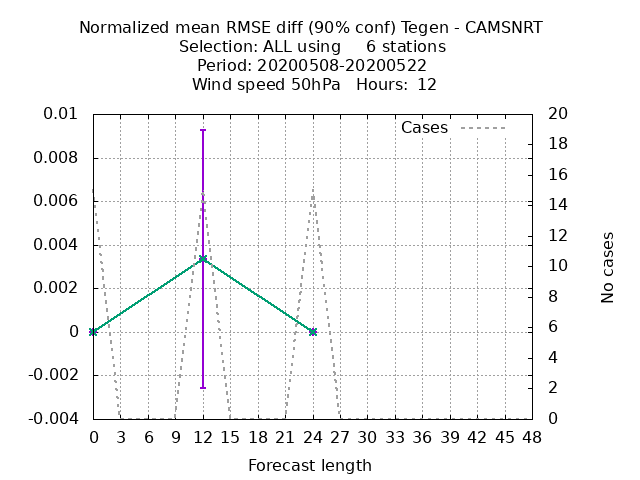 Normalized mean RMSE diff (90% conf) Tegen - CAMSNRT
Selection: ALL using     6 stations
Period: 20200508-20200522
Wind speed 50hPa   Hours:  12
0.01
0.008
0.006
0.004
0.002
0
-0.002
-0.004
Cases
20
18
16
14
12
10
8
6
4
2
0
No cases
0 3 6 9 12 15 18 21 24 27 30 33 36 39 42 45 48
Forecast length